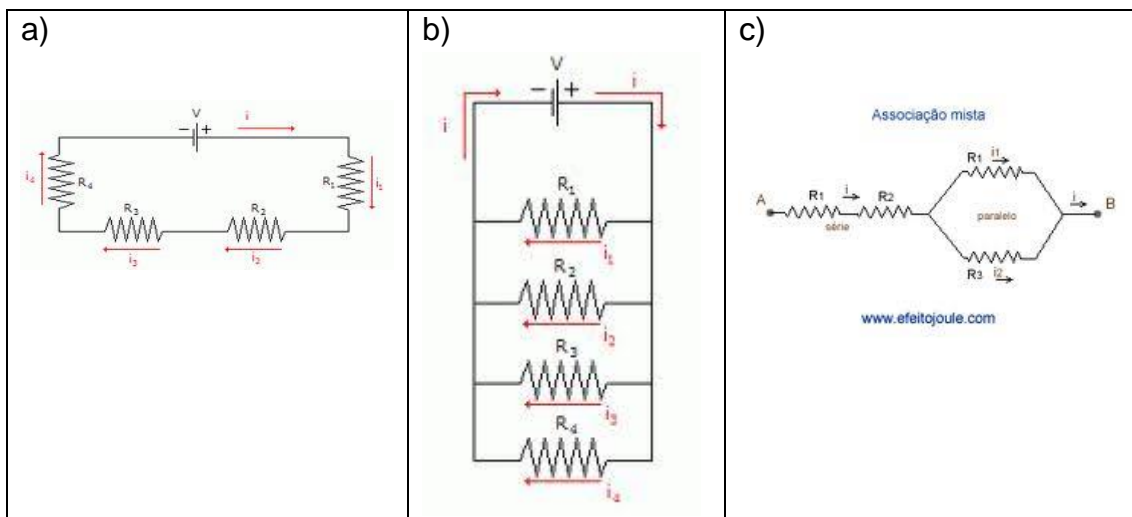 a)
V
− +
i
i4
R4
R1
i1
R3
R2
i3
i2
b)
V
i
− +
i
R1
i1
R2
i2
R3
i3
R4
i4
c)
Associação mista
R1
i1
A
R1
i
R2
i
B
série
paralelo
R3
i2
www.efeitojoule.com